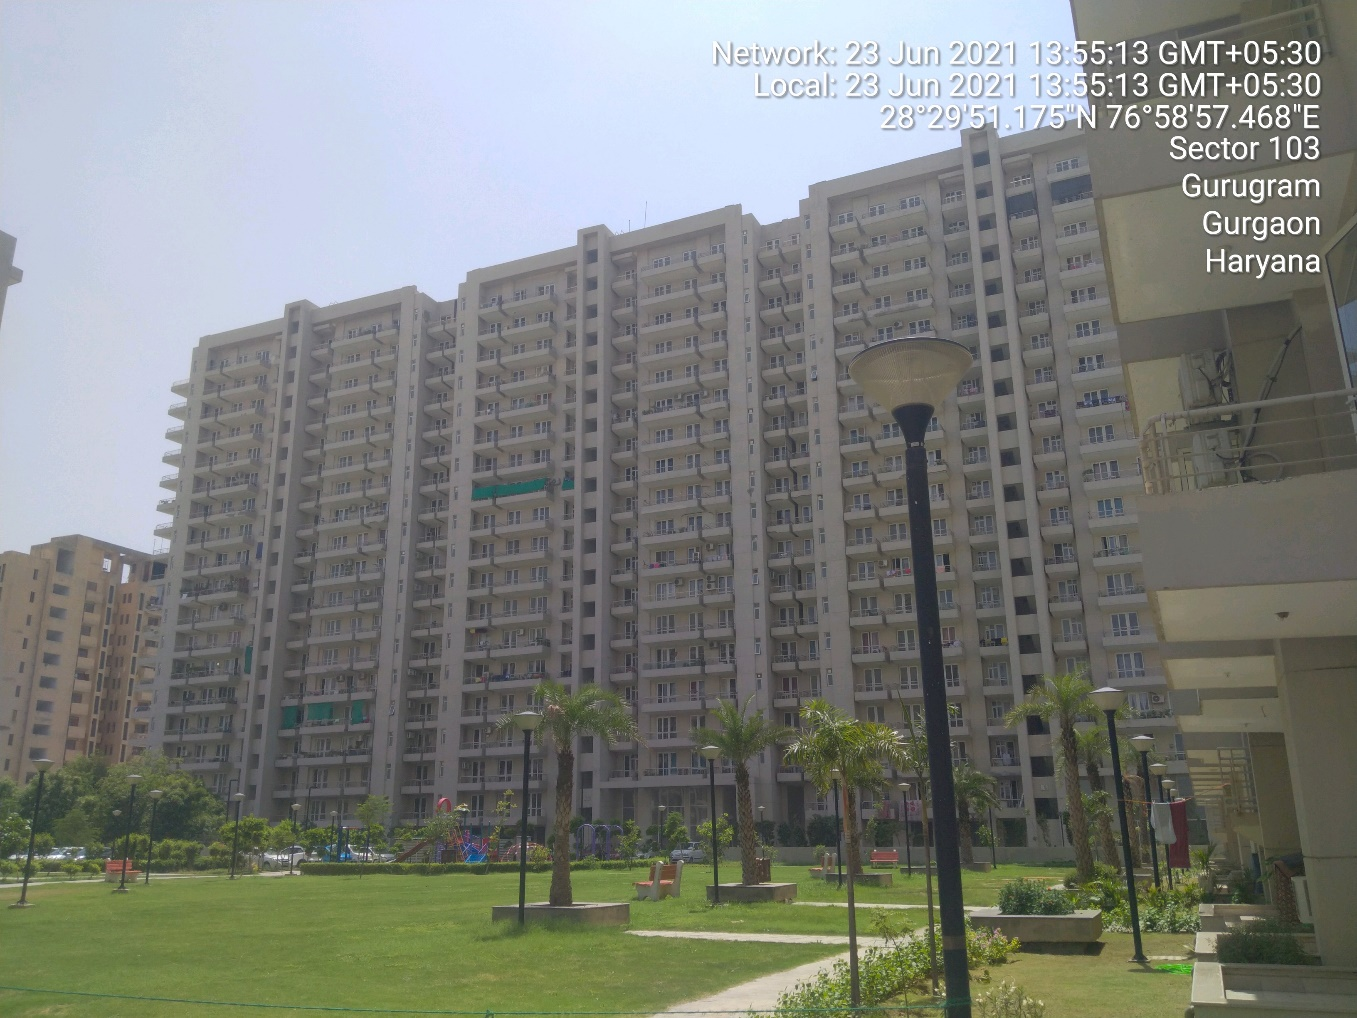 Network: 23 Jun 2021 13:55:13 GMT+05:30
Local: 23 Jun 2021 13:55:13 GMT+05:30
28°29'51.175"N 76°58'57.468"E
Sector 103
Gurugram
Gurgaon
Haryana